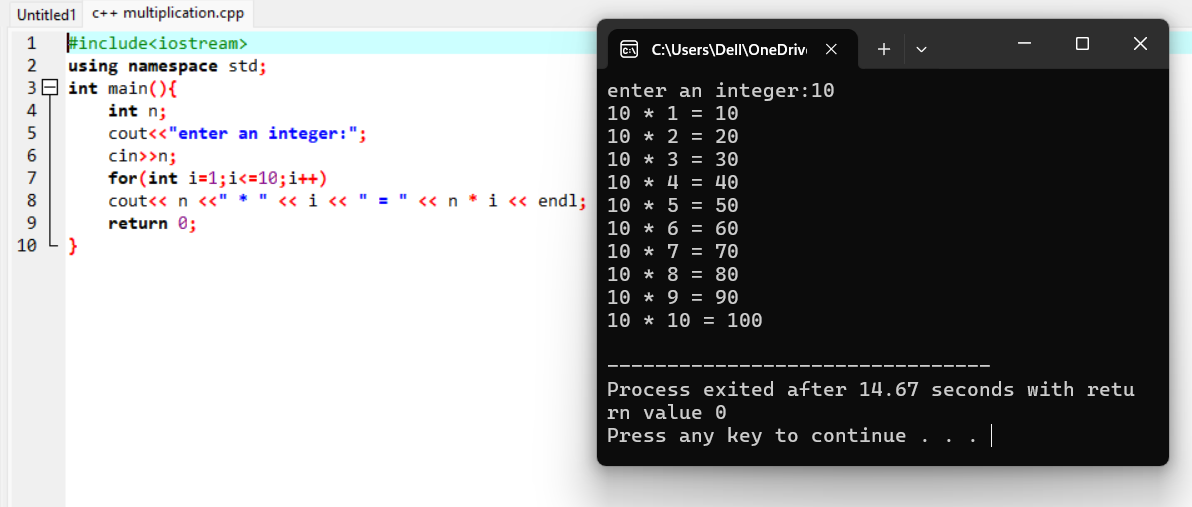 Untitled1 c++ multiplication.cpp
1 #include<iostream>
2 using namespace std;
3 int main(){
4 int n;
5 cout<<"enter an integer:";
6 cin>>n;
7 for(int i=1;i<=10;i++)
8 cout<< n <<" * " << i << " = " << n * i << endl;
9 return 0;
10 }
C:\Users\Dell\OneDriv
enter an integer:10
10 * 1 = 10
10 * 2 = 20
10 * 3 = 30
10 * 4 = 40
10 * 5 = 50
10 * 6 = 60
10 * 7 = 70
10 * 8 = 80
10 * 9 = 90
10 * 10 = 100
--------------------------------
Process exited after 14.67 seconds with retu
rn value 0
Press any key to continue . . .